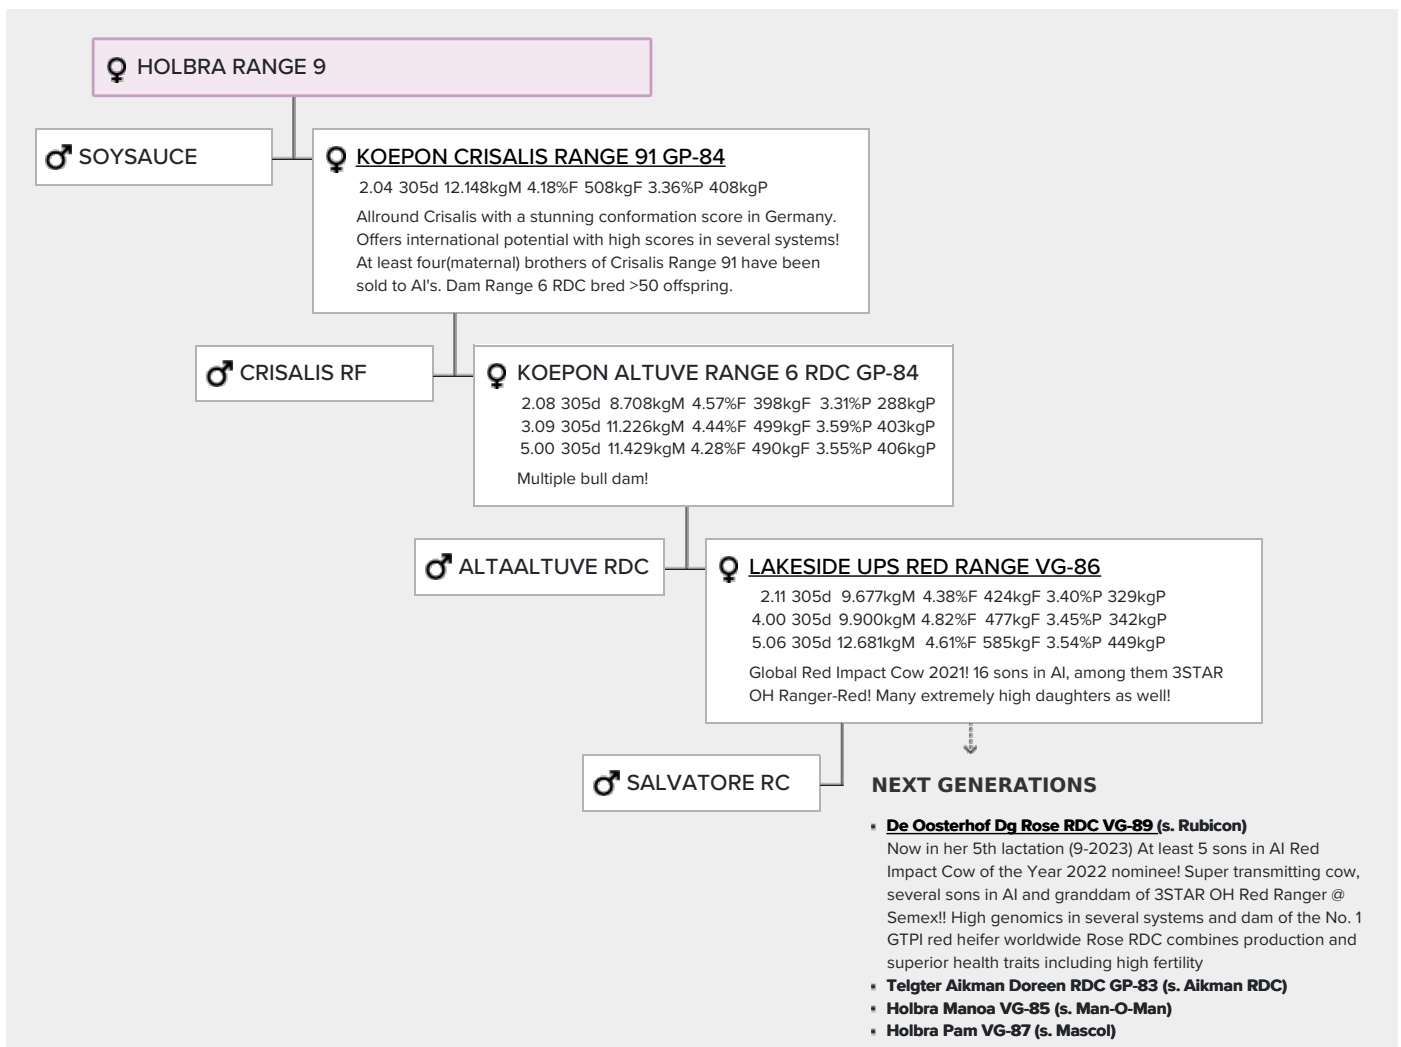 HOLBRA RANGE 9
SOYSAUCE
KOEPON CRISALIS RANGE 91 GP-84
2.04 305d 12.148kgM 4.18%F 508kgF 3.36%P 408kgP
Allround Crisalis with a stunning conformation score in Germany.
Offers international potential with high scores in several systems!
At least four(maternal) brothers of Crisalis Range 91 have been
sold to AI's. Dam Range 6 RDC bred >50 offspring.
CRISALIS RF
KOEPON ALTUVE RANGE 6 RDC GP-84
2.08 305d 8.708kgM 4.57%F 398kgF 3.31%P 288kgP
3.09 305d 11.226kgM 4.44%F 499kgF 3.59%P 403kgP
5.00 305d 11.429kgM 4.28%F 490kgF 3.55%P 406kgP
Multiple bull dam!
ALTAALTUVE RDC
LAKESIDE UPS RED RANGE VG-86
2.11 305d 9.677kgM 4.38%F 424kgF 3.40%P 329kgP
4.00 305d 9.900kgM 4.82%F 477kgF 3.45%P 342kgP
5.06 305d 12.681kgM 4.61%F 585kgF 3.54%P 449kgP
Global Red Impact Cow 2021! 16 sons in AI, among them 3STAR
OH Ranger-Red! Many extremely high daughters as well!
SALVATORE RC
NEXT GENERATIONS
De Oosterhof Dg Rose RDC VG-89 (s. Rubicon)
Now in her 5th lactation (9-2023) At least 5 sons in AI Red
Impact Cow of the Year 2022 nominee! Super transmitting cow,
several sons in AI and granddam of 3STAR OH Red Ranger @
Semex!! High genomics in several systems and dam of the No. 1
GTPI red heifer worldwide Rose RDC combines production and
superior health traits including high fertility
Telgter Aikman Doreen RDC GP-83 (s. Aikman RDC)
Holbra Manoa VG-85 (s. Man-O-Man)
Holbra Pam VG-87 (s. Mascol)